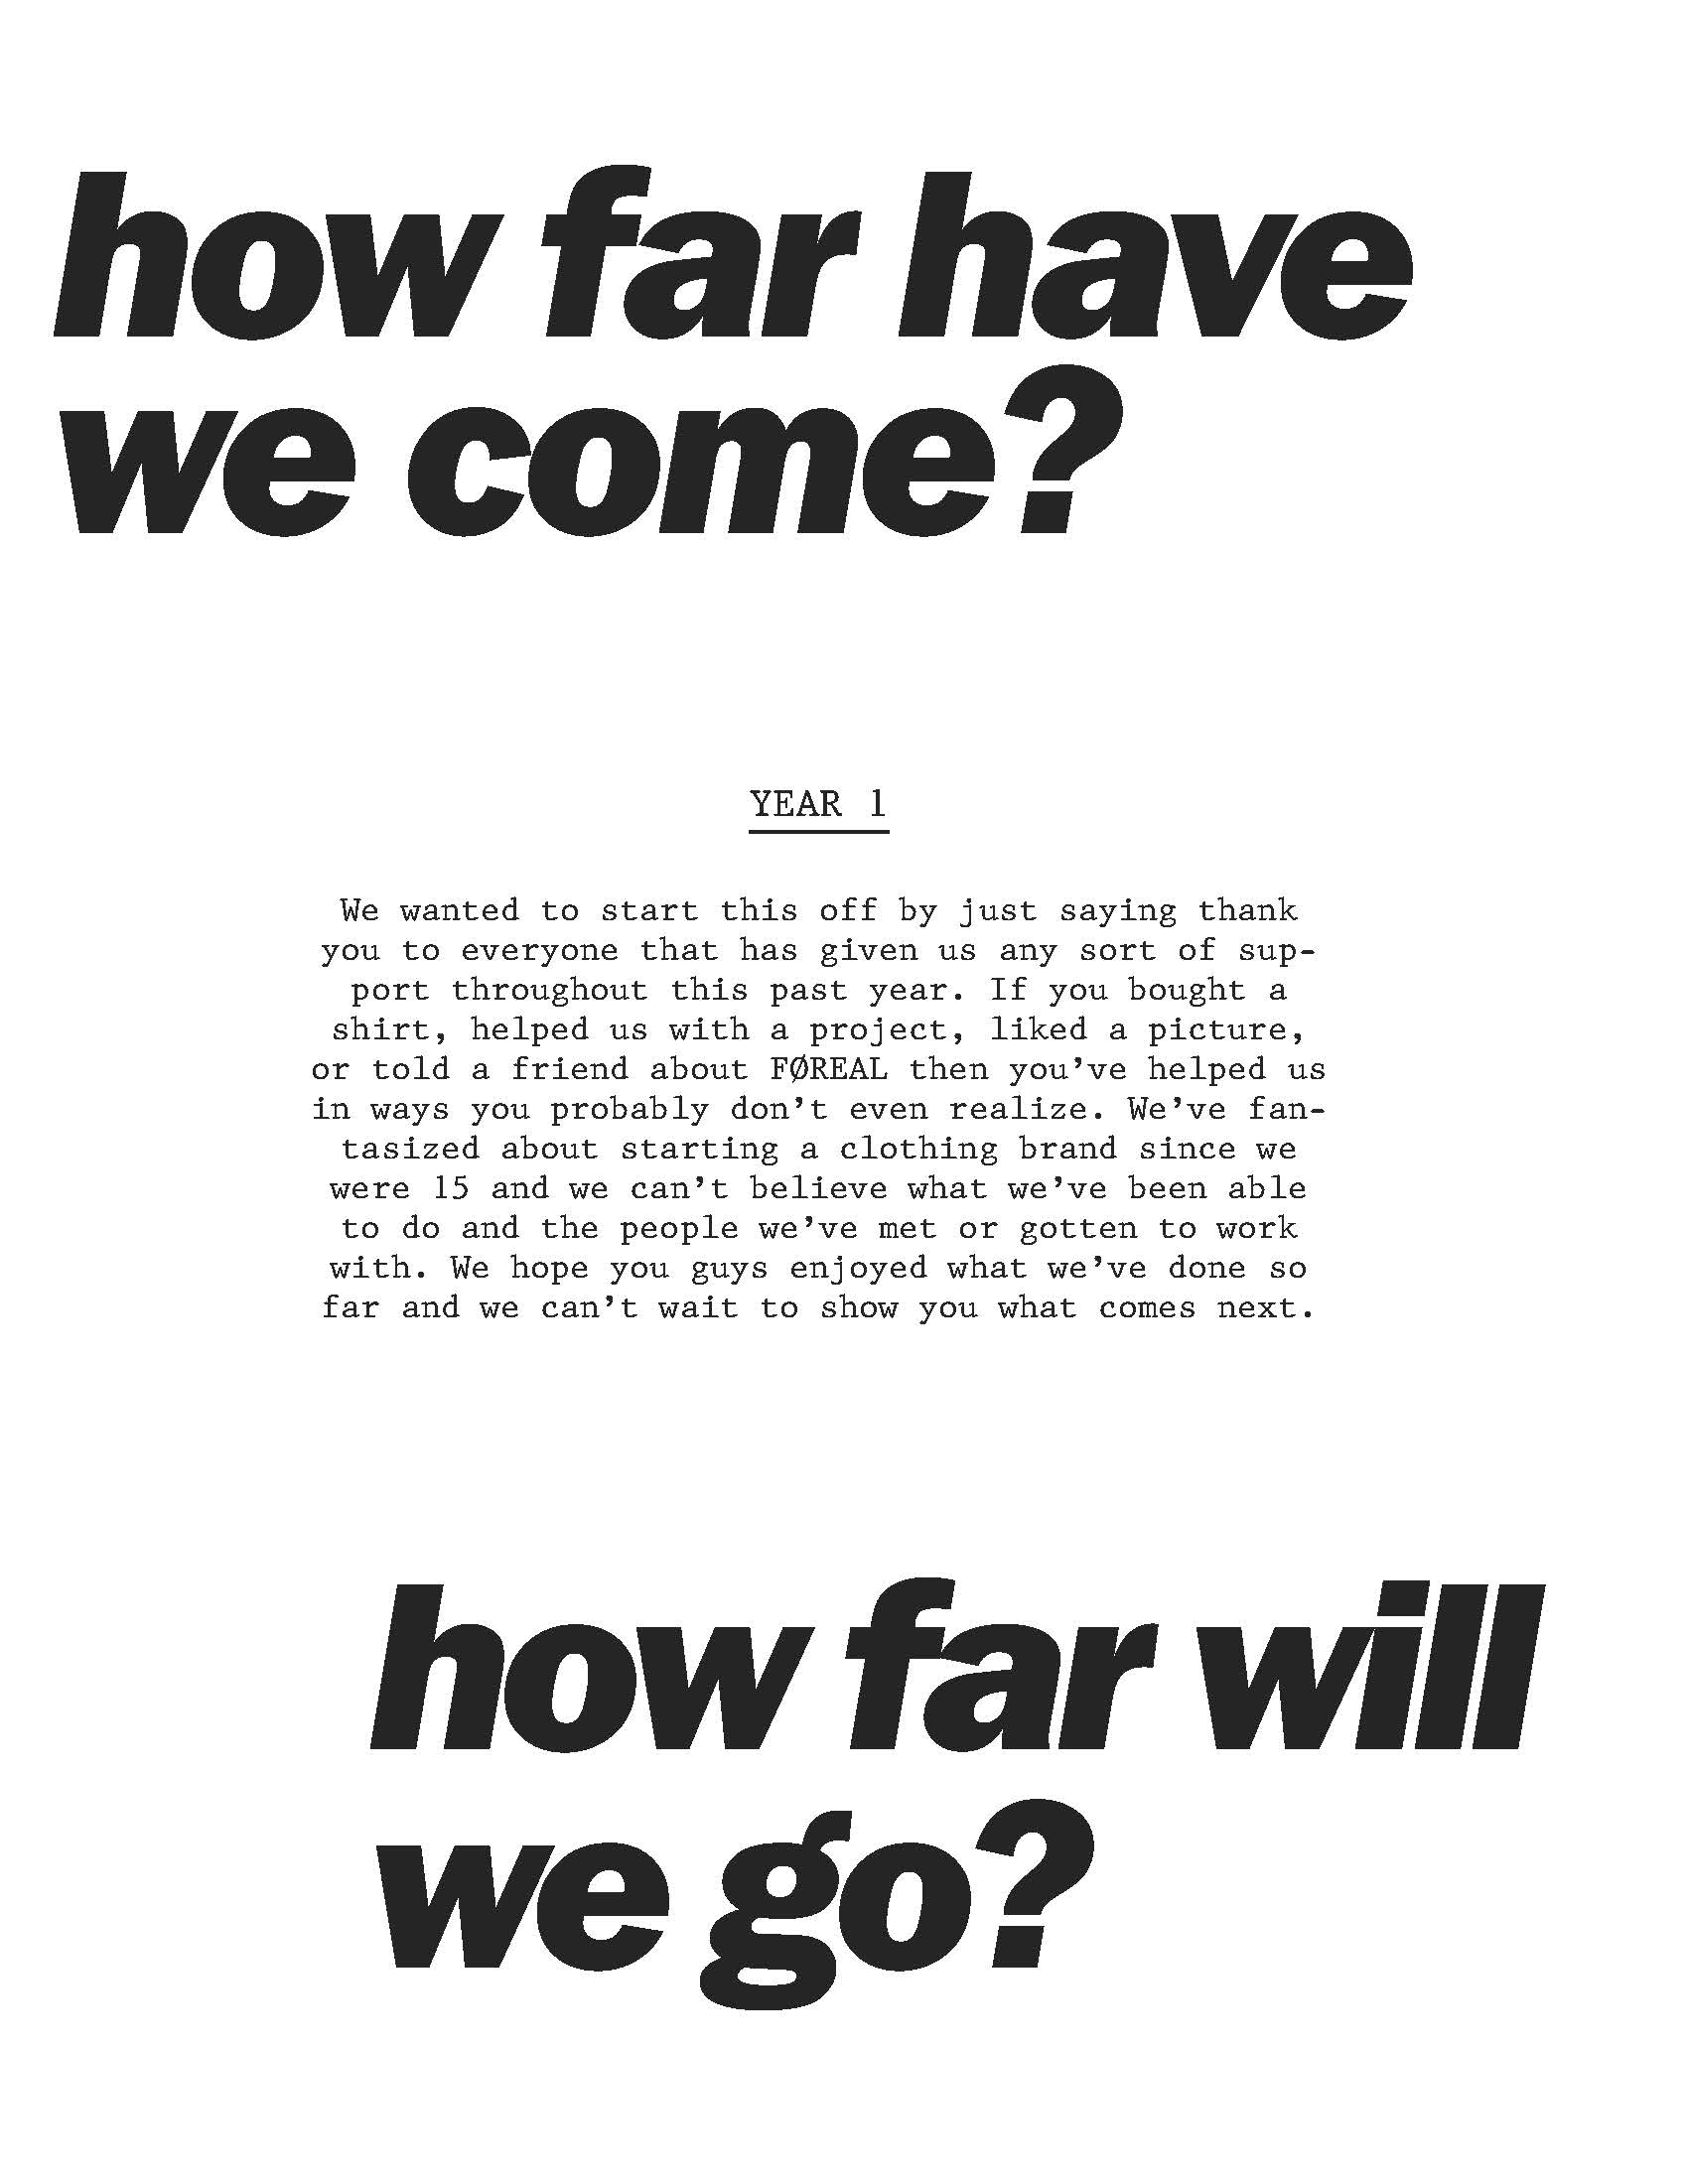 how far have
we come?
YEAR 1
We wanted to start this off by just saying thank
you to everyone that has given us any sort of sup-
port throughout this past year. If you bought a
shirt, helped us with a project, liked a picture,
or told a friend about FØREAL then you’ve helped us
in ways you probably don’t even realize. We’ve fan-
tasized about starting a clothing brand since we
were 15 and we can’t believe what we’ve been able
to do and the people we’ve met or gotten to work
with. We hope you guys enjoyed what we’ve done so
far and we can’t wait to show you what comes next.
how far will
we go?